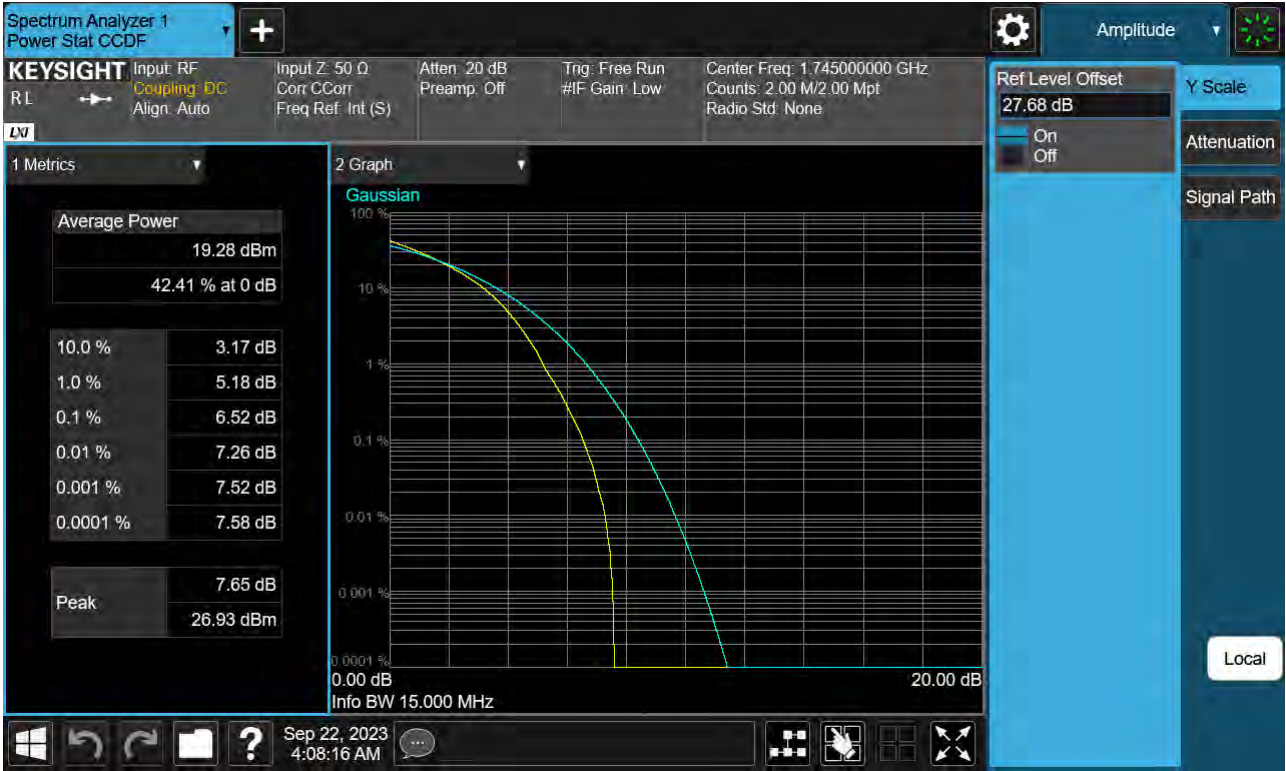 Spectrum Analyzer 1
Power Stat CCDF
+
Amplitude
KEYSIGHT
RL
LXI
Input: RF
Coupling: DC
Align: Auto
Input Z: 50 Ω
Corr CCorr
Freq Ref: Int (S)
Atten: 20 dB
Preamp: Off
Trig: Free Run
#IF Gain: Low
Center Freq: 1.745000000 GHz
Counts: 2.00 M/2.00 Mpt
Radio Std: None
Ref Level Offset
27.68 dB
On
Off
Y Scale
Attenuation
Signal Path
Local
1 Metrics
Average Power
19.28 dBm
42.41 % at 0 dB
10.0 % 3.17 dB
1.0 % 5.18 dB
0.1 % 6.52 dB
0.01 % 7.26 dB
0.001 % 7.52 dB
0.0001 % 7.58 dB
Peak
7.65 dB
26.93 dBm
2 Graph
Gaussian
100 %
10 %
1 %
0.1 %
0.01 %
0.001 %
0.0001 %
0.00 dB 20.00 dB
Info BW 15.000 MHz
?
Sep 22, 2023
4:08:16 AM